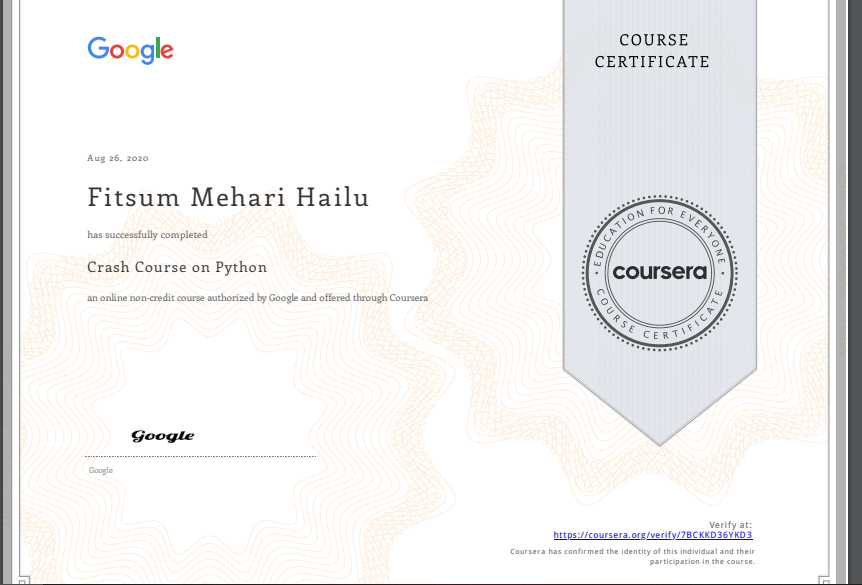 Google
COURSE
CERTIFICATE
Aug 26, 2020
Fitsum Mehari Hailu
has successfully completed
Crash Course on Python
an online non-credit course authorized by Google and offered through Coursera
EDUCATION FOR EVERYONE
coursera
COURSE CERTIFICATE
Google
Google
Verify at:
https://coursera.org/verify/7BCKKD36YKD3
Coursera has confirmed the identity of this individual and their
participation in the course.